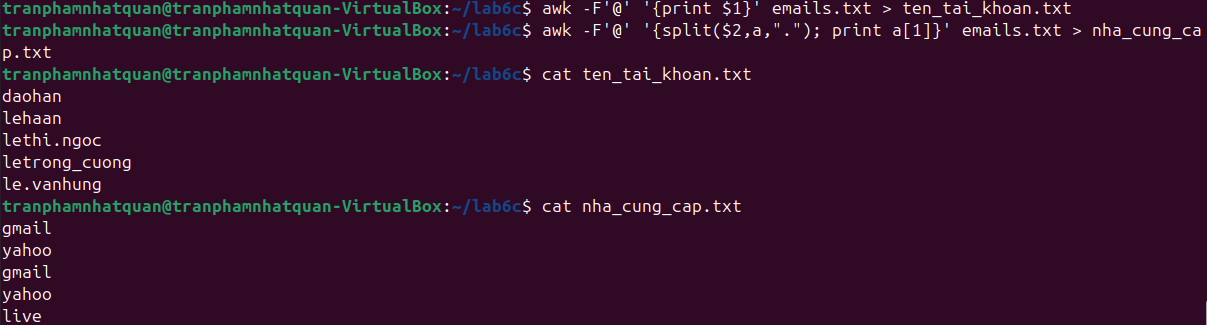 tranphamnhatquan@tranphamnhatquan-VirtualBox:~/lab6c$ awk -F'@' '{print $1}' emails.txt > ten_tai_khoan.txt
tranphamnhatquan@tranphamnhatquan-VirtualBox:~/lab6c$ awk -F'@' '{split($2,a,"."); print a[1]}' emails.txt > nha_cung_ca
p.txt
tranphamnhatquan@tranphamnhatquan-VirtualBox:~/lab6c$ cat ten_tai_khoan.txt
daohan
lehaan
lethi.ngoc
letrong_cuong
le.vanhung
tranphamnhatquan@tranphamnhatquan-VirtualBox:~/lab6c$ cat nha_cung_cap.txt
gmail
yahoo
gmail
yahoo
live